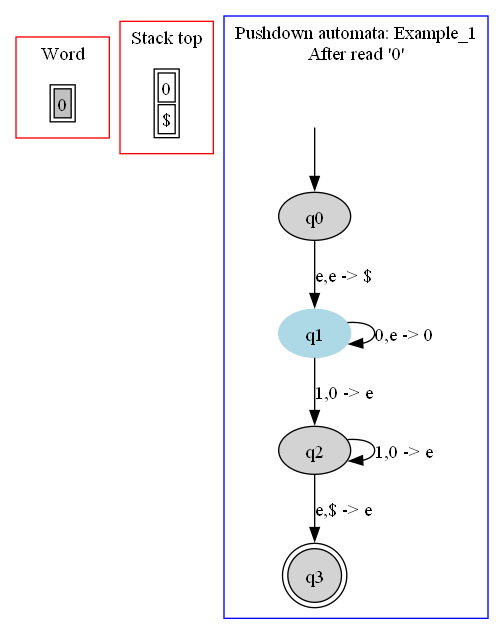 Word
0
Stack top
0
$
Pushdown automata: Example_1
After read '0'
q0
e,e -> $
q1
0,e -> 0
1,0 -> e
q2
1,0 -> e
e,$ -> e
q3